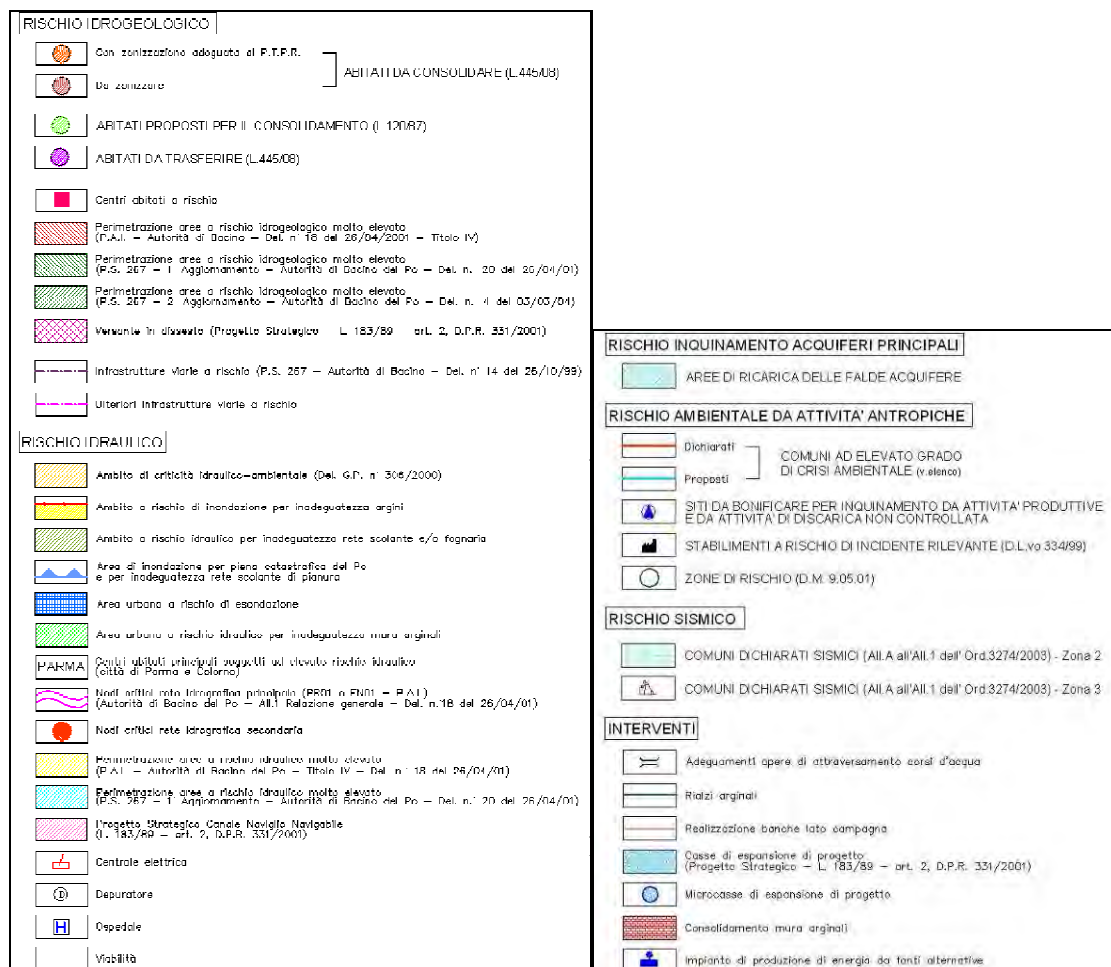 RISCHIO IDROGEOLOGICO
Con zonizzazione adeguata al P.T.P.R.
Da zonizzare
ABITATI DA CONSOLIDARE (L.445/08)
ABITATI PROPOSTI PER IL CONSOLIDAMENTO (L 120/87)
ABITATI DA TRASFERIRE (L.445/08)
Centri abitati a rischio
Perimetrazione aree a rischio idrogeologico molto elevato
(P.A.I. – Autorità di Bacino – Del. n° 18 del 26/04/2001 – Titolo IV)
Perimetrazione aree a rischio idrogeologico molto elevato
(P.S. 267 – 1 Aggiornamento – Autorità di Bacino del Po – Del. n. 20 del 26/04/01)
Perimetrazione aree a rischio idrogeologico molto elevato
(P.S. 267 – 2 Aggiornamento – Autorità di Bacino del Po – Del. n. 4 del 03/03/04)
Versante in dissesto (Progetto Strategico L 183/89 art. 2, D.P.R. 331/2001)
Infrastrutture viarie a rischio (P.S. 267 – Autorità di Bacino – Del. n° 14 del 26/10/99)
Ulteriori infrastrutture viarie a rischio
RISCHIO IDRAULICO
Ambito di criticità idraulico-ambientale (Del. G.P. n° 306/2000)
Ambito a rischio di inondazione per inadeguatezza argini
Ambito a rischio idraulico per inadeguatezza rete scolante e/o fognaria
Area di inondazione per piena catastrofica del Po
e per inadeguatezza rete scolante di pianura
Area urbana a rischio di esondazione
Area urbana a rischio idraulico per inadeguatezza mura arginali
PARMA
Centri abitati principali soggetti ad elevato rischio idraulico
(città di Parma e Colorno)
Nodi critici rete idrografica principale (PR01 e EN01 – P.A.I.)
(Autorità di Bacino del Po – All.1 Relazione generale – Del. n.18 del 26/04/01)
Nodi critici rete idrografica secondaria
Perimetrazione aree a rischio idraulico molto elevato
(P.A.I. – Autorità di Bacino del Po – Titolo IV – Del. n.° 18 del 26/04/01)
Perimetrazione aree a rischio idraulico molto elevato
(P.S. 267 – 1° Aggiornamento – Autorità di Bacino del Po – Del. n.° 20 del 26/04/01)
Progetto Strategico Canale Naviglio Navigabile
(L. 183/89 – art. 2, D.P.R. 331/2001)
Centrale elettrica
D
Depuratore
H
Ospedale
Viabilità
RISCHIO INQUINAMENTO ACQUIFERI PRINCIPALI
AREE DI RICARICA DELLE FALDE ACQUIFERE
RISCHIO AMBIENTALE DA ATTIVITA' ANTROPICHE
Dichiarati
Proposti
COMUNI AD ELEVATO GRADO
DI CRISI AMBIENTALE (v.elenco)
SITI DA BONIFICARE PER INQUINAMENTO DA ATTIVITA' PRODUTTIVE
E DA ATTIVITA' DI DISCARICA NON CONTROLLATA
STABILIMENTI A RISCHIO DI INCIDENTE RILEVANTE (D.L.vo 334/99)
ZONE DI RISCHIO (D.M. 9.05.01)
RISCHIO SISMICO
COMUNI DICHIARATI SISMICI (All.A all'All.1 dell' Ord.3274/2003) - Zona 2
COMUNI DICHIARATI SISMICI (All.A all'All.1 dell' Ord.3274/2003) - Zona 3
INTERVENTI
Adeguamenti opere di attraversamento corsi d'acqua
Rialzi arginali
Realizzazione banche lato campagna
Casse di espansione di progetto
(Progetto Strategico – L. 183/89 – art. 2, D.P.R. 331/2001)
Microcasse di espansione di progetto
Consolidamento mura arginali
Impianto di produzione di energia da fonti alternative